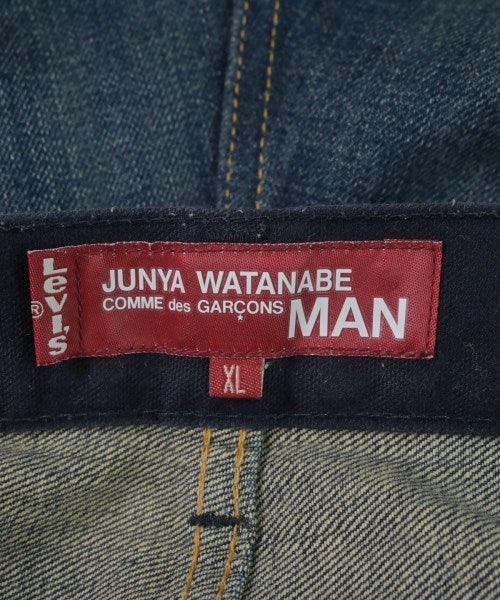 Levi's
®
JUNYA WATANABE
COMME des GARÇONS MAN
XL